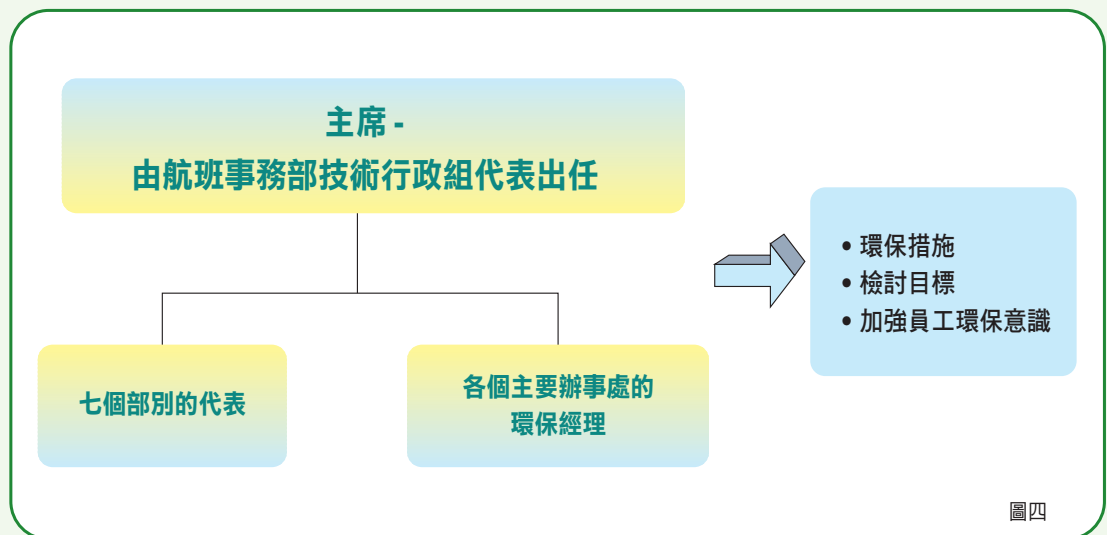 主席 -
由航班事務部技術行政組代表出任
七個部別的代表
各個主要辦事處的
環保經理
• 環保措施
• 檢討目標
• 加強員工環保意識
圖四